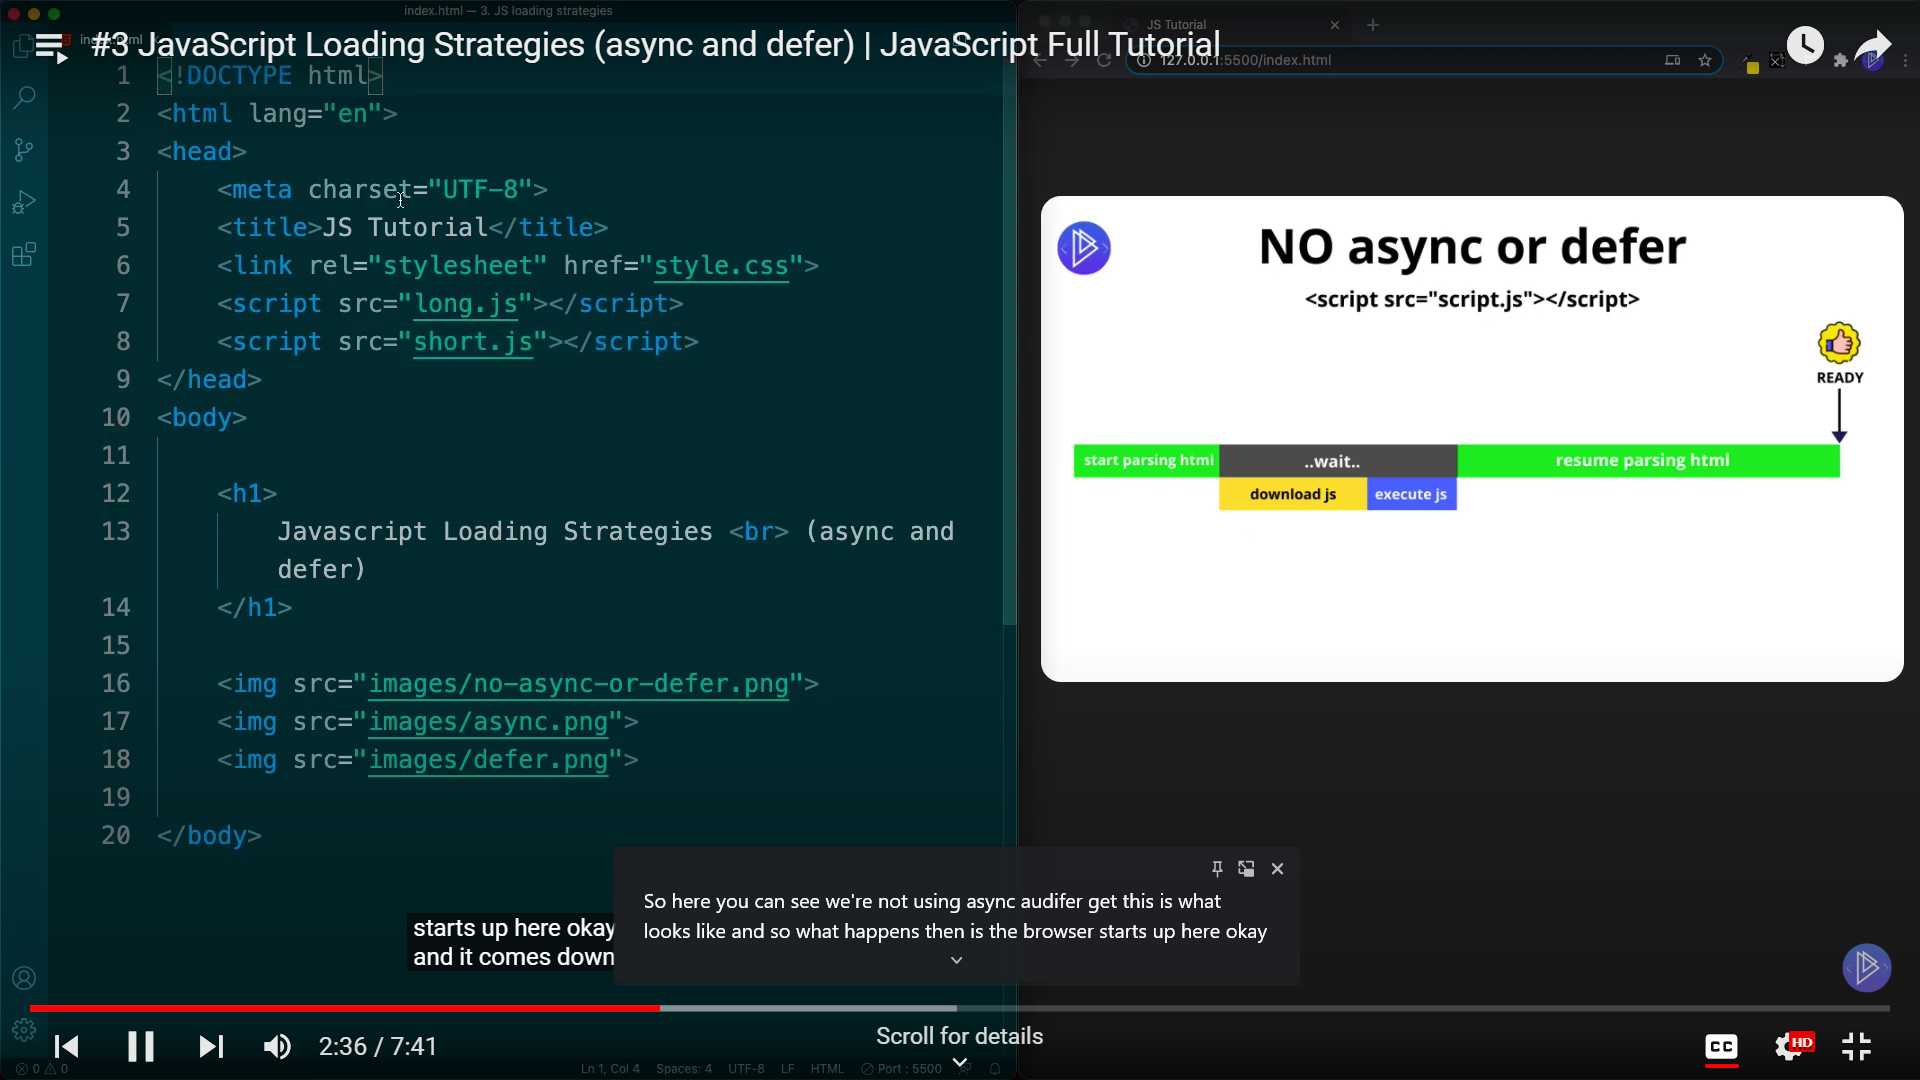 index.html — 3. JS loading strategies
#3 JavaScript Loading Strategies (async and defer) | JavaScript Full Tutorial
JS Tutorial
127.0.0.1:5500/index.html
1 <!DOCTYPE html>
2 <html lang="en">
3 <head>
4 <meta charset="UTF-8">
5 <title>JS Tutorial</title>
6 <link rel="stylesheet" href="style.css">
7 <script src="long.js"></script>
8 <script src="short.js"></script>
9 </head>
10 <body>
11
12 <h1>
13 Javascript Loading Strategies <br> (async and
defer)
14 </h1>
15
16 <img src="images/no-async-or-defer.png">
17 <img src="images/async.png">
18 <img src="images/defer.png">
19
20 </body>
NO async or defer
<script src="script.js"></script>
READY
start parsing html
..wait..
resume parsing html
download js
execute js
So here you can see we're not using async audifer get this is what
looks like and so what happens then is the browser starts up here okay
starts up here okay
and it comes down
2:36 / 7:41
Scroll for details
CC
HD
0 0
Ln 1, Col 4
Spaces: 4
UTF-8
LF
HTML
Port : 5500